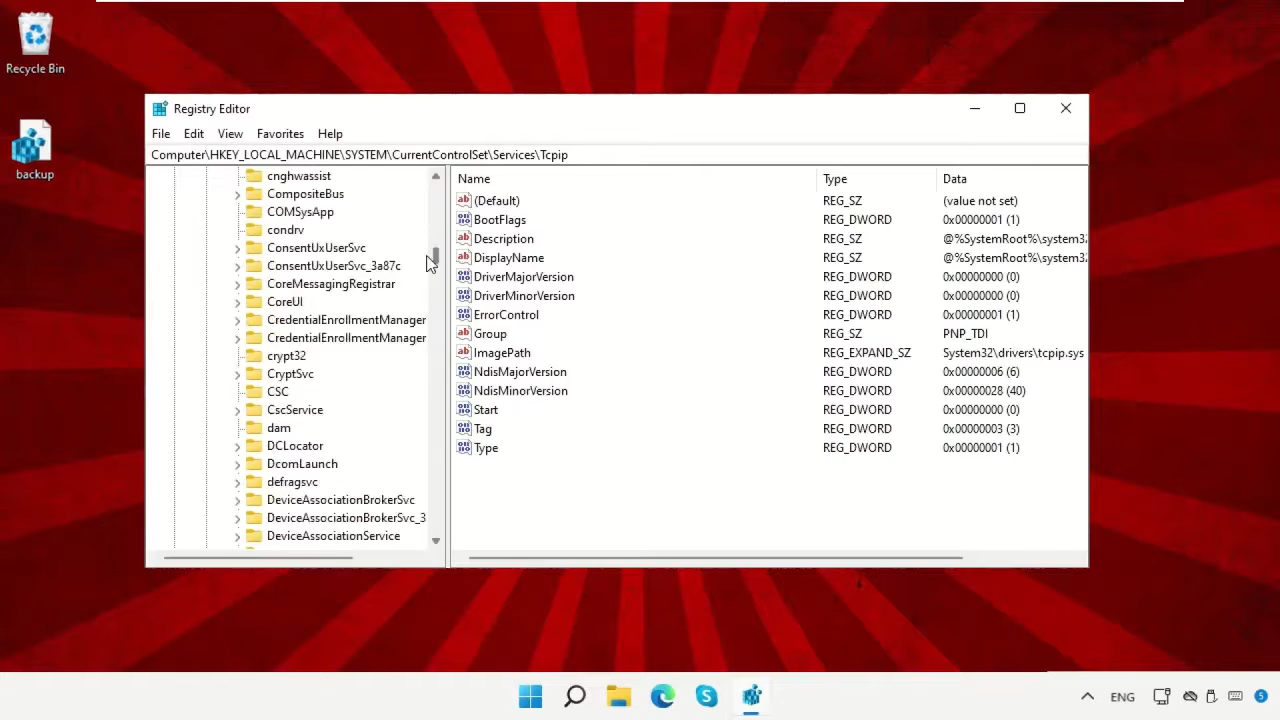 Recycle Bin
backup
Registry Editor
File Edit View Favorites Help
Computer\HKEY_LOCAL_MACHINE\SYSTEM\CurrentControlSet\Services\Tcpip
cnghwassist
CompositeBus
COMSysApp
condrv
ConsentUxUserSvc
ConsentUxUserSvc_3a87c
CoreMessagingRegistrar
CoreUI
CredentialEnrollmentManager
CredentialEnrollmentManager
crypt32
CryptSvc
CSC
CscService
dam
DCLocator
DcomLaunch
defragsvc
DeviceAssociationBrokerSvc
DeviceAssociationBrokerSvc_3
DeviceAssociationService
Name Type Data
(Default) REG_SZ (value not set)
BootFlags REG_DWORD 0x00000001 (1)
Description REG_SZ @%SystemRoot%\system32
DisplayName REG_SZ @%SystemRoot%\system32
DriverMajorVersion REG_DWORD 0x00000000 (0)
DriverMinorVersion REG_DWORD 0x00000000 (0)
ErrorControl REG_DWORD 0x00000001 (1)
Group REG_SZ PNP_TDI
ImagePath REG_EXPAND_SZ System32\drivers\tcpip.sys
NdisMajorVersion REG_DWORD 0x00000006 (6)
NdisMinorVersion REG_DWORD 0x00000028 (40)
Start REG_DWORD 0x00000000 (0)
Tag REG_DWORD 0x00000003 (3)
Type REG_DWORD 0x00000001 (1)
ENG
5